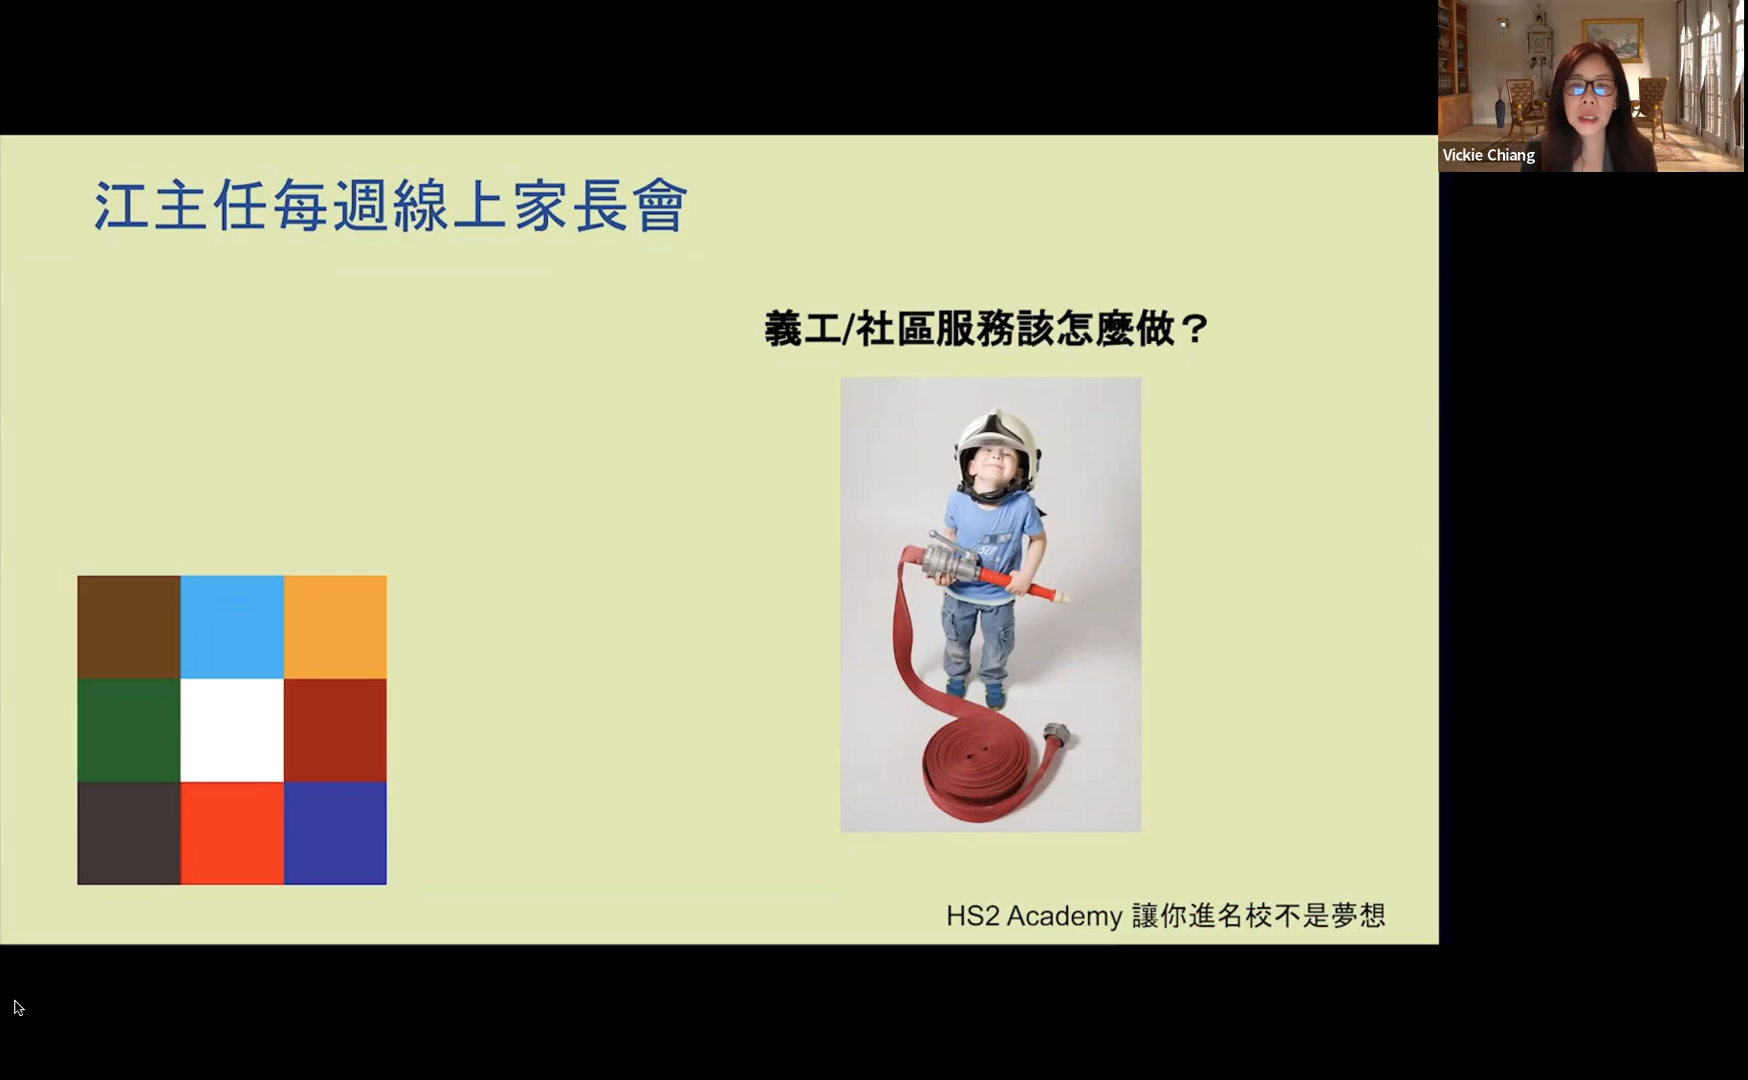 Vickie Chiang
江主任每週線上家長會
義工/社區服務該怎麼做？
HS2 Academy 讓你進名校不是夢想